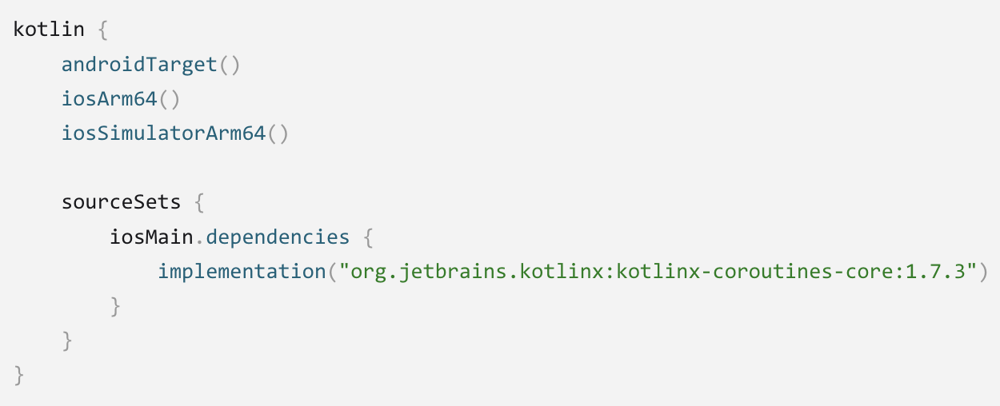 kotlin {
    androidTarget()
    iosArm64()
    iosSimulatorArm64()

    sourceSets {
        iosMain.dependencies {
            implementation("org.jetbrains.kotlinx:kotlinx-coroutines-core:1.7.3")
        }
    }
}